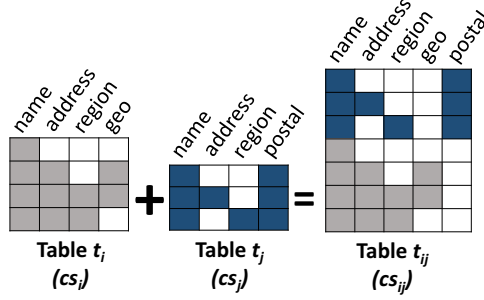 name address region geo
name address region postal
name address region geo postal
+ =
Table t_i
(cs_i)
Table t_j
(cs_j)
Table t_ij
(cs_ij)